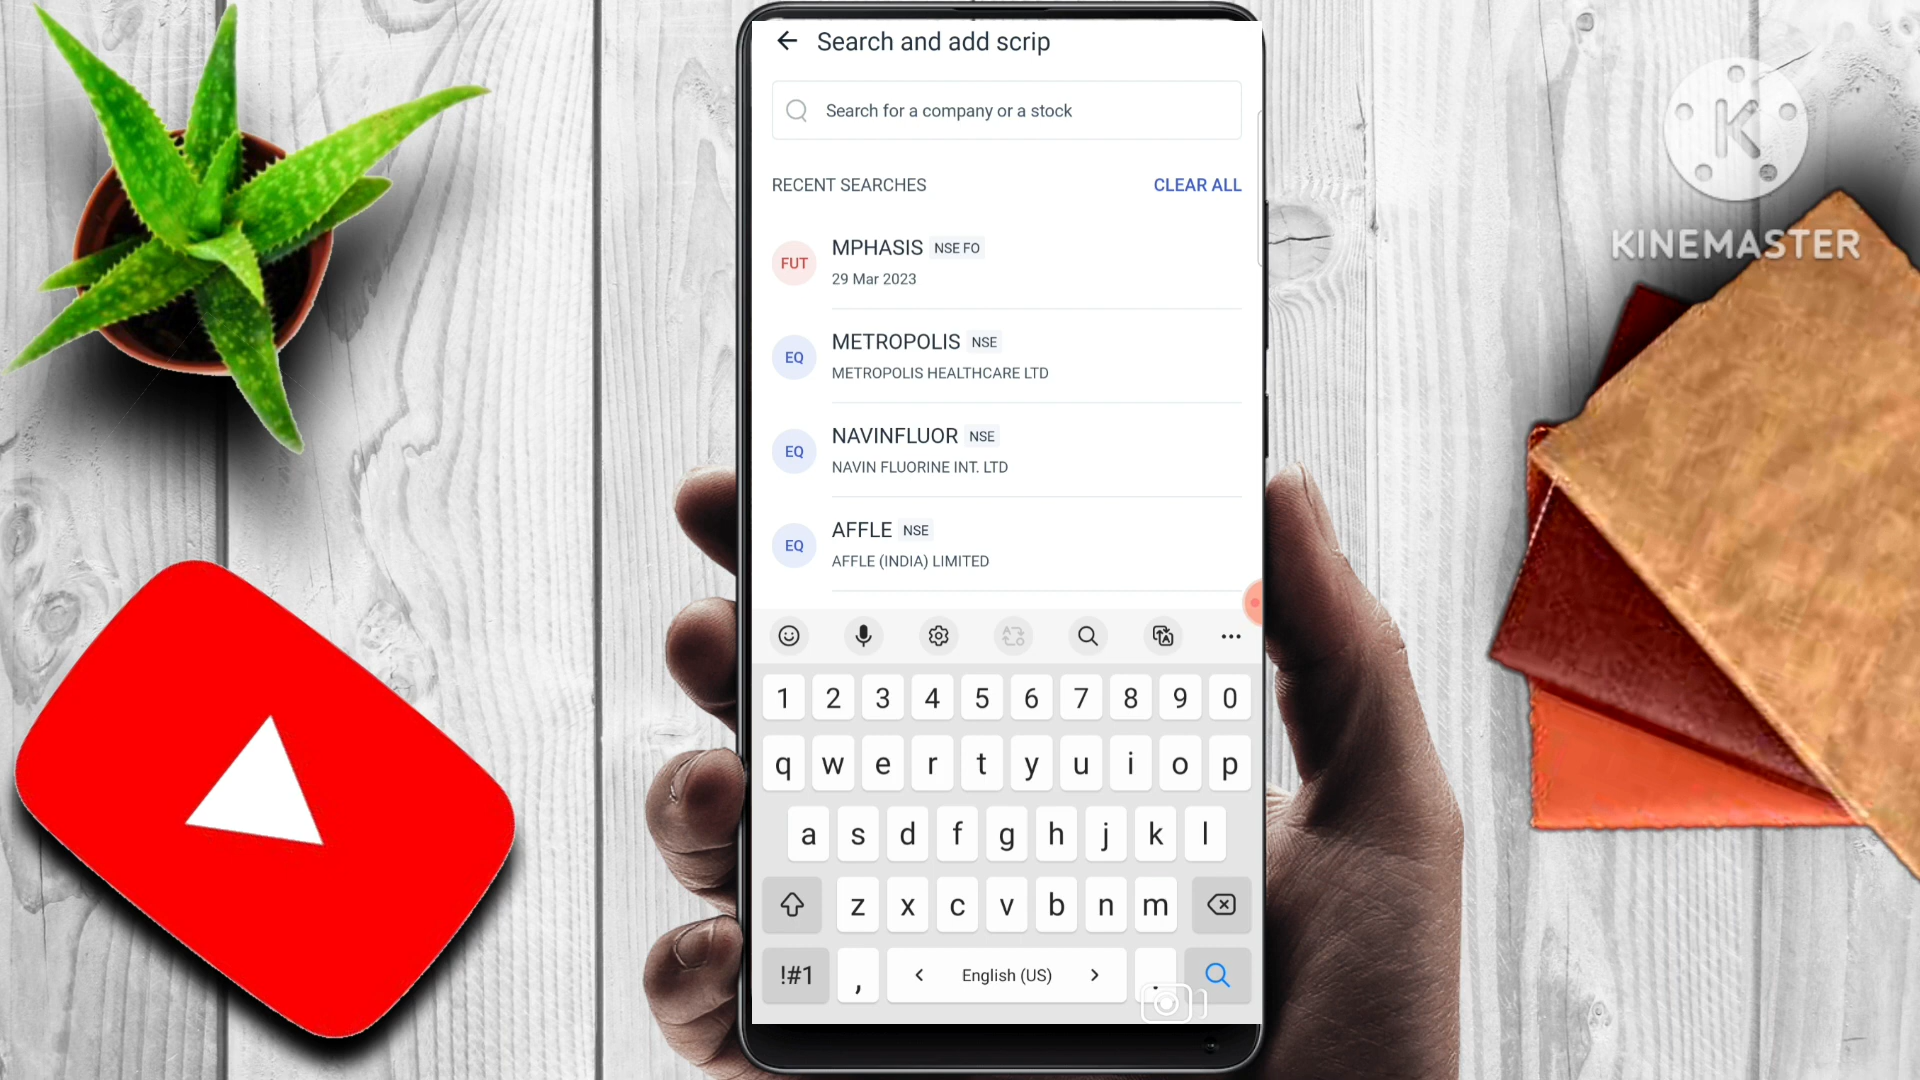 Search and add scrip
Search for a company or a stock
RECENT SEARCHES CLEAR ALL
FUT MPHASIS NSE FO
29 Mar 2023
EQ METROPOLIS NSE
METROPOLIS HEALTHCARE LTD
EQ NAVINFLUOR NSE
NAVIN FLUORINE INT. LTD
EQ AFFLE NSE
AFFLE (INDIA) LIMITED
1 2 3 4 5 6 7 8 9 0
q w e r t y u i o p
a s d f g h j k l
z x c v b n m
!#1 , < English (US) > .
K
KINEMASTER